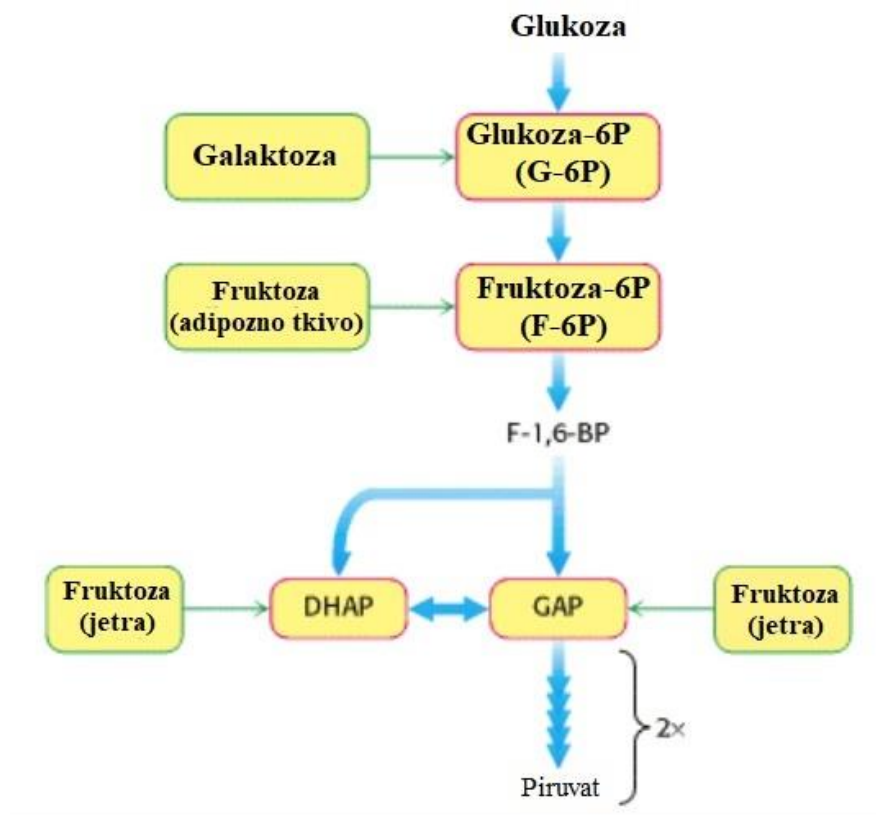 Glukoza
Galaktoza
Glukoza-6P
(G-6P)
Fruktoza
(adipozno tkivo)
Fruktoza-6P
(F-6P)
F-1,6-BP
Fruktoza
(jetra)
DHAP
GAP
Fruktoza
(jetra)
2x
Piruvat